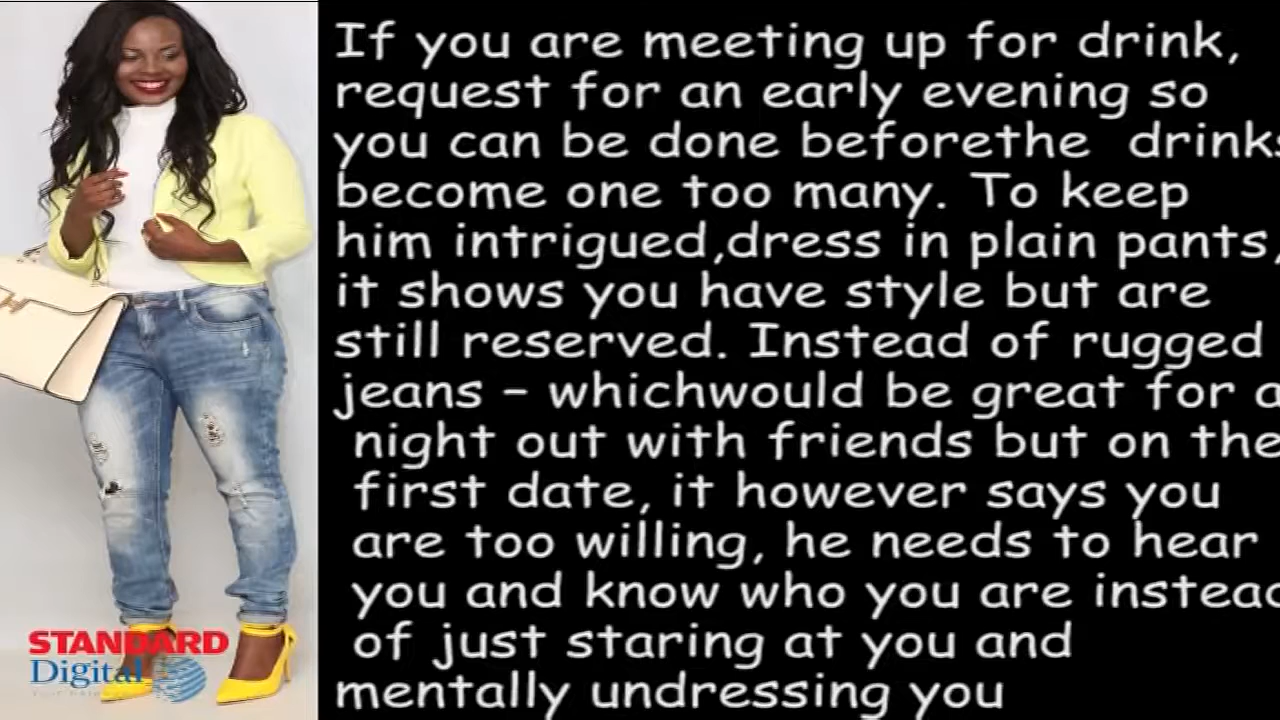 If you are meeting up for drink,
request for an early evening so
you can be done beforethe drinks
become one too many. To keep
him intrigued,dress in plain pants,
it shows you have style but are
still reserved. Instead of rugged
jeans – whichwould be great for a
night out with friends but on the
first date, it however says you
are too willing, he needs to hear
you and know who you are instead
of just staring at you and
mentally undressing you
STANDARD
Digital